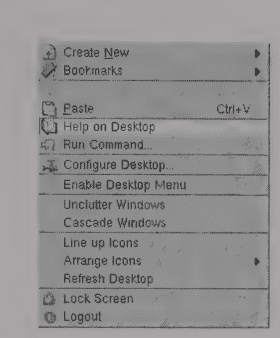 Create New
Bookmarks
Paste Ctrl+V
Help on Desktop
Run Command...
Configure Desktop...
Enable Desktop Menu
Unclutter Windows
Cascade Windows
Line up Icons
Arrange Icons
Refresh Desktop
Lock Screen
Logout